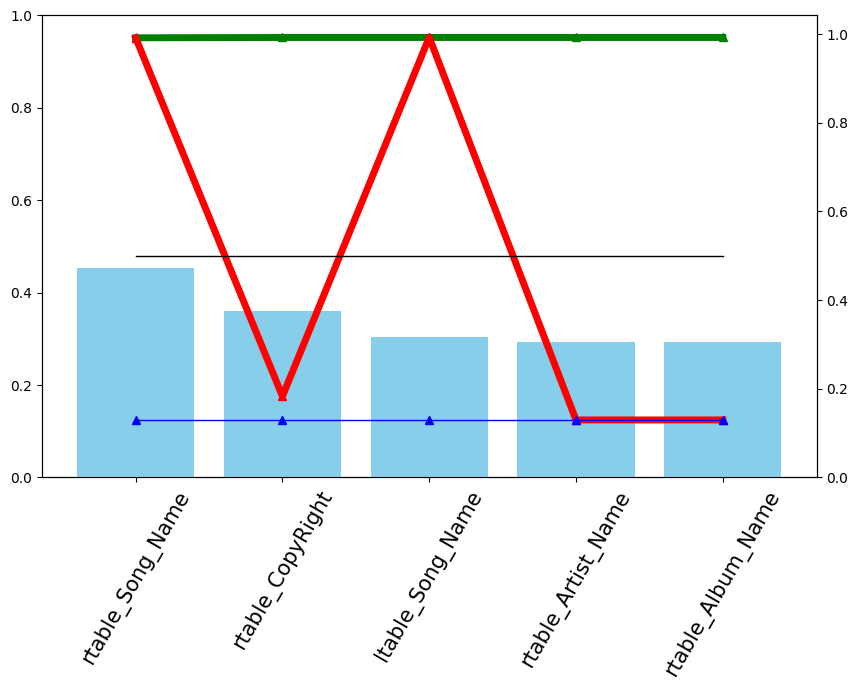 1.0
0.8
0.6
0.4
0.2
0.0
1.0
0.8
0.6
0.4
0.2
0.0
rtable_Song_Name
rtable_CopyRight
ltable_Song_Name
rtable_Artist_Name
rtable_Album_Name